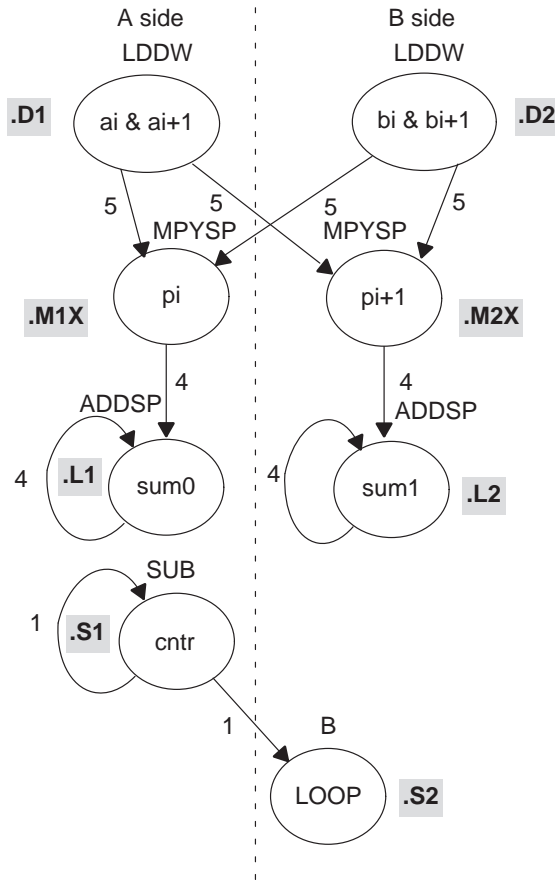 A side B side
LDDW LDDW
.D1 ai & ai+1 bi & bi+1 .D2
5 5 5 5
MPYSP MPYSP
pi pi+1
.M1X .M2X
4 4
ADDSP ADDSP
4 .L1 sum0 4 sum1 .L2
SUB
1 .S1 cntr
1 B
LOOP .S2